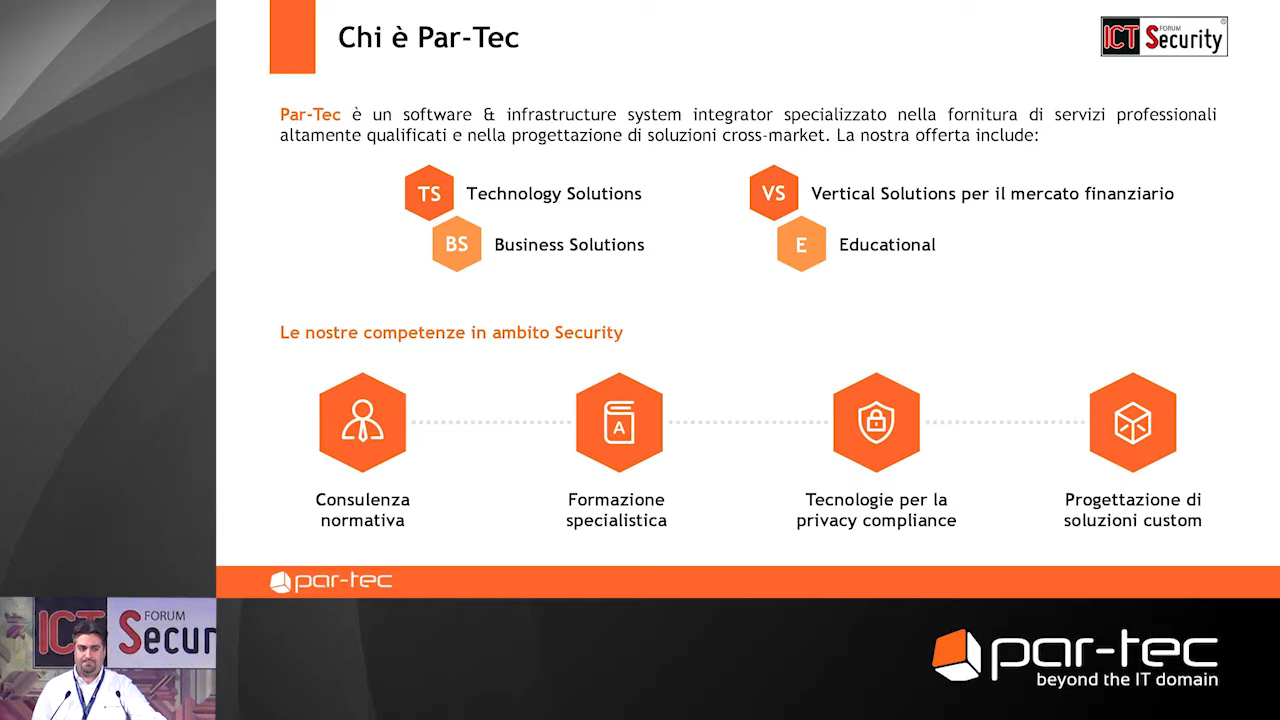 Chi è Par-Tec
ICT FORUM Security ®
Par-Tec è un software & infrastructure system integrator specializzato nella fornitura di servizi professionali
altamente qualificati e nella progettazione di soluzioni cross-market. La nostra offerta include:
TS Technology Solutions
VS Vertical Solutions per il mercato finanziario
BS Business Solutions
E Educational
Le nostre competenze in ambito Security
A
Consulenza
normativa
Formazione
specialistica
Tecnologie per la
privacy compliance
Progettazione di
soluzioni custom
par-tec
ICT FORUM Secur
par-tec
beyond the IT domain